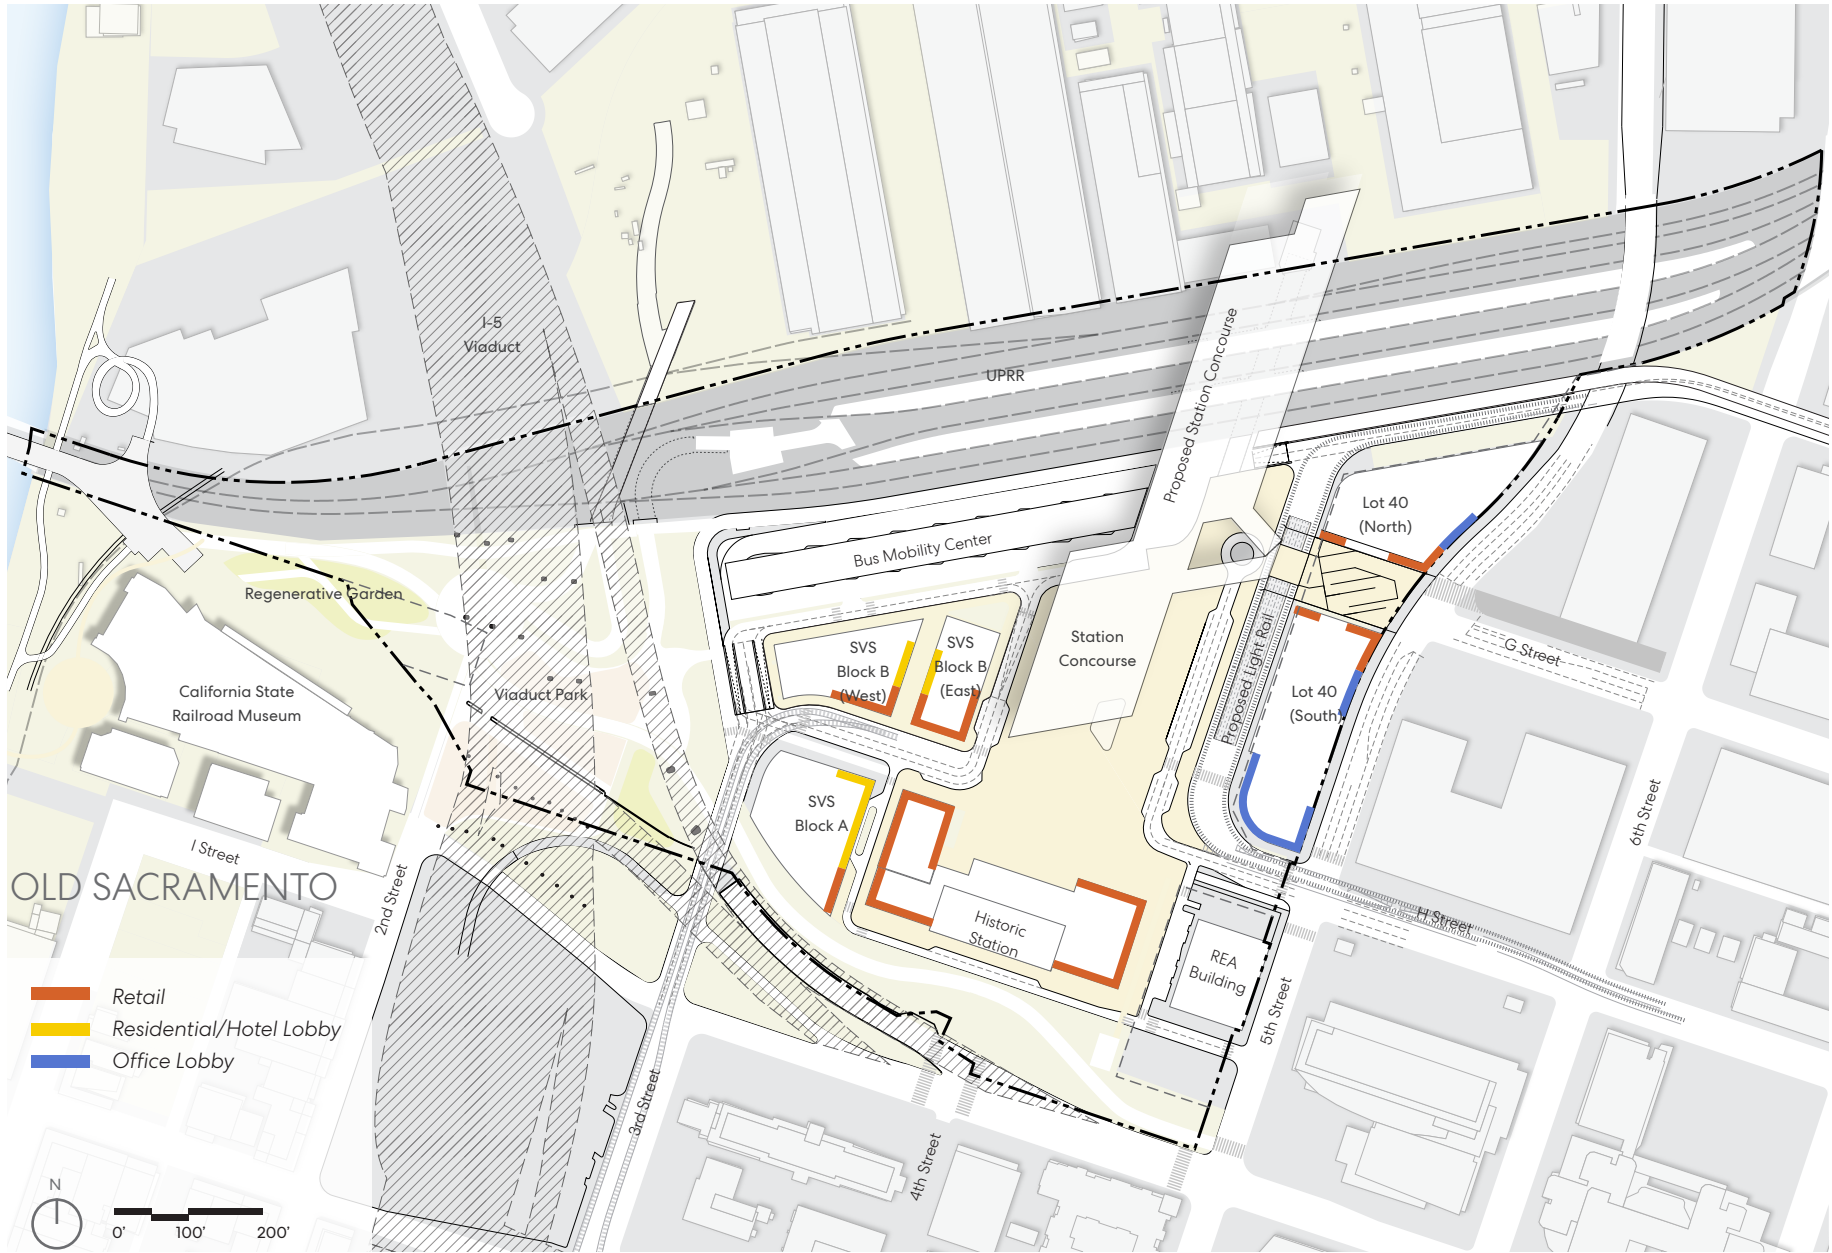 I-5
Viaduct
UPRR
Proposed Station Concourse
Lot 40
(North)
Bus Mobility Center
Regenerative Garden
Station
Concourse
SVS
Block B
(West)
SVS
Block B
(East)
Proposed Light Rail
G Street
California State
Railroad Museum
Viaduct Park
Lot 40
(South)
SVS
Block A
6th Street
I Street
OLD SACRAMENTO
2nd Street
Historic
Station
H Street
REA
Building
5th Street
Retail
Residential/Hotel Lobby
Office Lobby
3rd Street
4th Street
N
0'
100'
200'